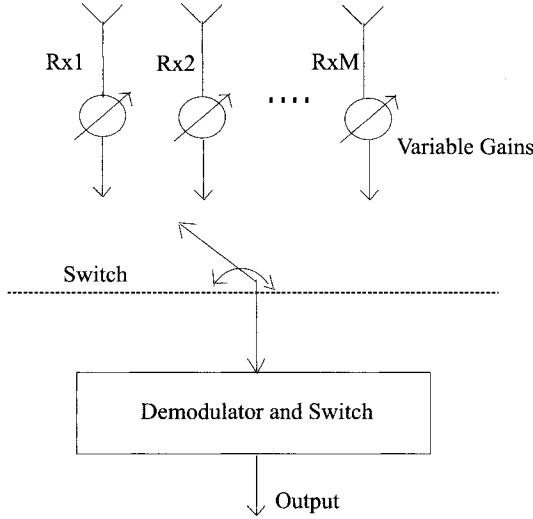 Rx1
Rx2
RxM
Variable Gains
Switch
Demodulator and Switch
Output